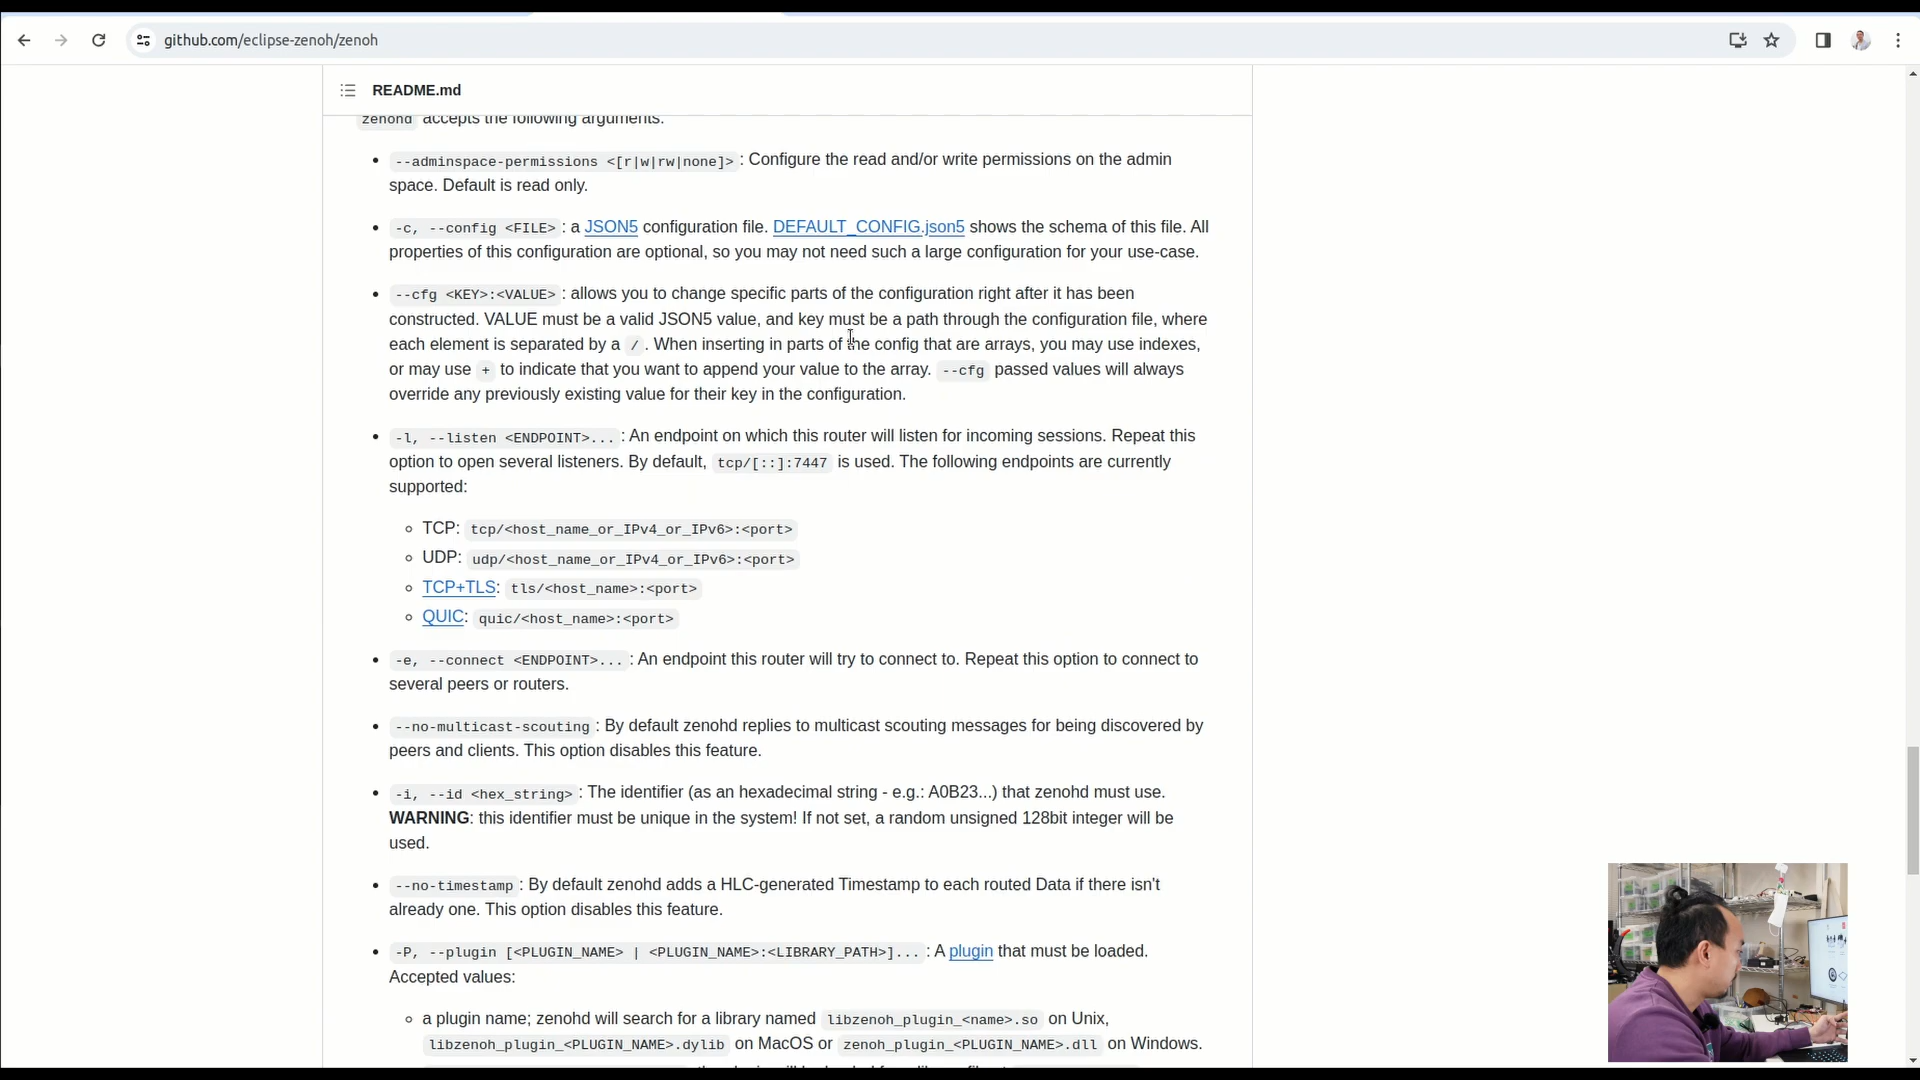 github.com/eclipse-zenoh/zenoh
README.md
zenohd accepts the following arguments:
--adminspace-permissions <[r|w|rw|none]> : Configure the read and/or write permissions on the admin
space. Default is read only.
-c, --config <FILE> : a JSON5 configuration file. DEFAULT_CONFIG.json5 shows the schema of this file. All
properties of this configuration are optional, so you may not need such a large configuration for your use-case.
--cfg <KEY>:<VALUE> : allows you to change specific parts of the configuration right after it has been
constructed. VALUE must be a valid JSON5 value, and key must be a path through the configuration file, where
each element is separated by a / . When inserting in parts of the config that are arrays, you may use indexes,
or may use + to indicate that you want to append your value to the array. --cfg passed values will always
override any previously existing value for their key in the configuration.
-l, --listen <ENDPOINT>... : An endpoint on which this router will listen for incoming sessions. Repeat this
option to open several listeners. By default, tcp/[::]:7447 is used. The following endpoints are currently
supported:
TCP: tcp/<host_name_or_IPv4_or_IPv6>:<port>
UDP: udp/<host_name_or_IPv4_or_IPv6>:<port>
TCP+TLS: tls/<host_name>:<port>
QUIC: quic/<host_name>:<port>
-e, --connect <ENDPOINT>... : An endpoint this router will try to connect to. Repeat this option to connect to
several peers or routers.
--no-multicast-scouting : By default zenohd replies to multicast scouting messages for being discovered by
peers and clients. This option disables this feature.
-i, --id <hex_string> : The identifier (as an hexadecimal string - e.g.: A0B23...) that zenohd must use.
WARNING: this identifier must be unique in the system! If not set, a random unsigned 128bit integer will be
used.
--no-timestamp : By default zenohd adds a HLC-generated Timestamp to each routed Data if there isn't
already one. This option disables this feature.
-P, --plugin [<PLUGIN_NAME> | <PLUGIN_NAME>:<LIBRARY_PATH>]... : A plugin that must be loaded.
Accepted values:
a plugin name; zenohd will search for a library named libzenoh_plugin_<name>.so on Unix,
libzenoh_plugin_<PLUGIN_NAME>.dylib on MacOS or zenoh_plugin_<PLUGIN_NAME>.dll on Windows.